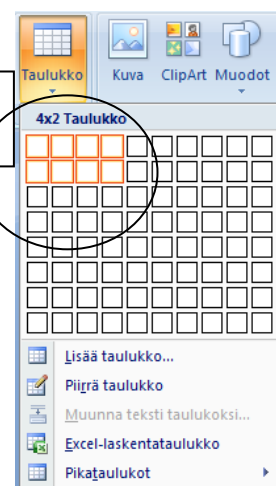 Taulukko Kuva ClipArt Muodot
4x2 Taulukko
Lisää taulukko...
Piirrä taulukko
Muunna teksti taulukoksi...
Excel-laskentataulukko
Pikataulukot